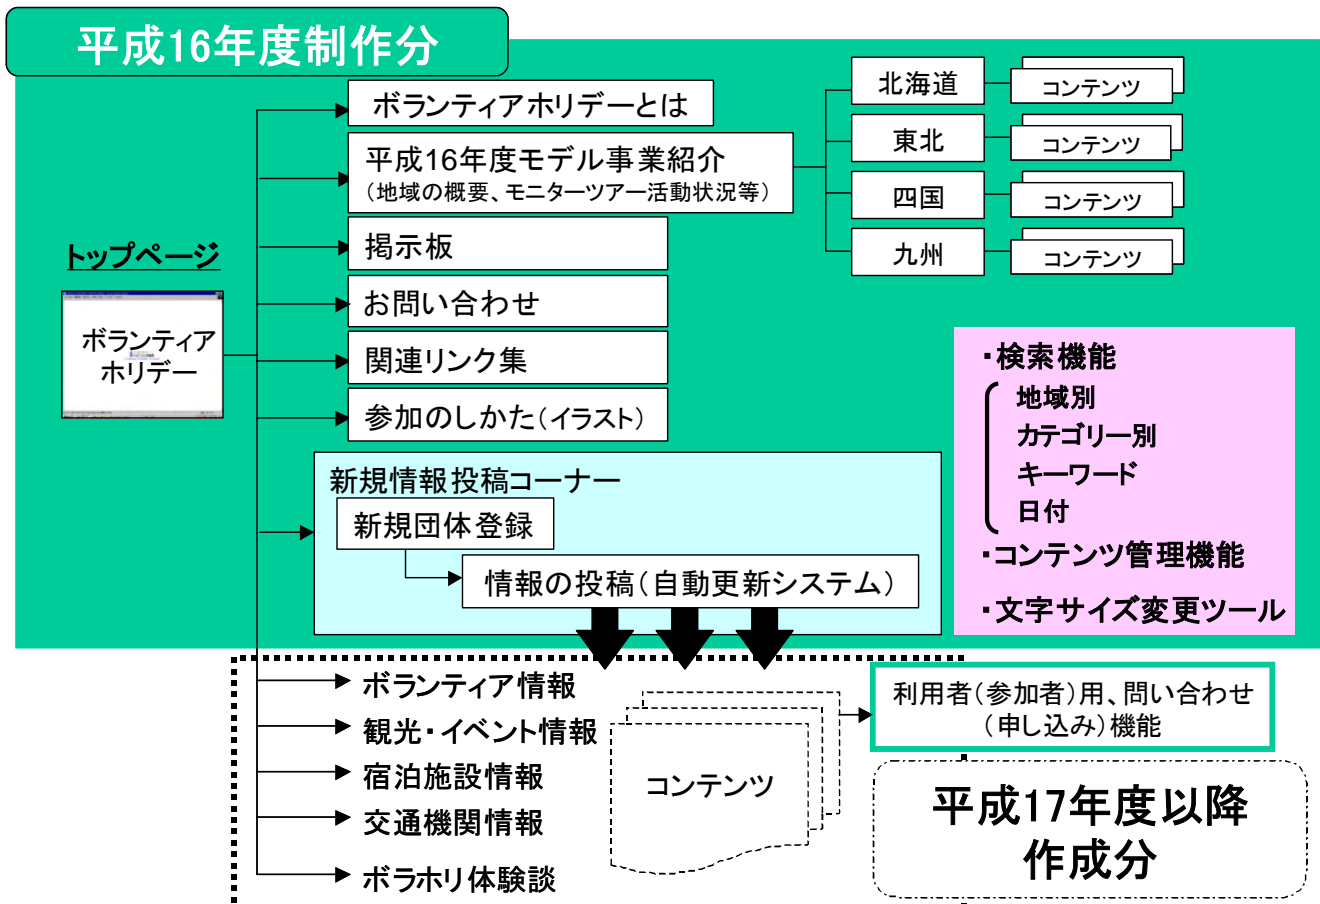 平成16年度制作分
トップページ
ボランティア
ホリデー
ボランティアホリデーとは
平成16年度モデル事業紹介
（地域の概要、モニターツアー活動状況等）
北海道
コンテンツ
東北
コンテンツ
四国
コンテンツ
九州
コンテンツ
掲示板
お問い合わせ
関連リンク集
参加のしかた（イラスト）
新規情報投稿コーナー
新規団体登録
情報の投稿（自動更新システム）
・検索機能
地域別
カテゴリー別
キーワード
日付
・コンテンツ管理機能
・文字サイズ変更ツール
ボランティア情報
観光・イベント情報
宿泊施設情報
交通機関情報
ボラホリ体験談
コンテンツ
利用者（参加者）用、問い合わせ
（申し込み）機能
平成17年度以降
作成分